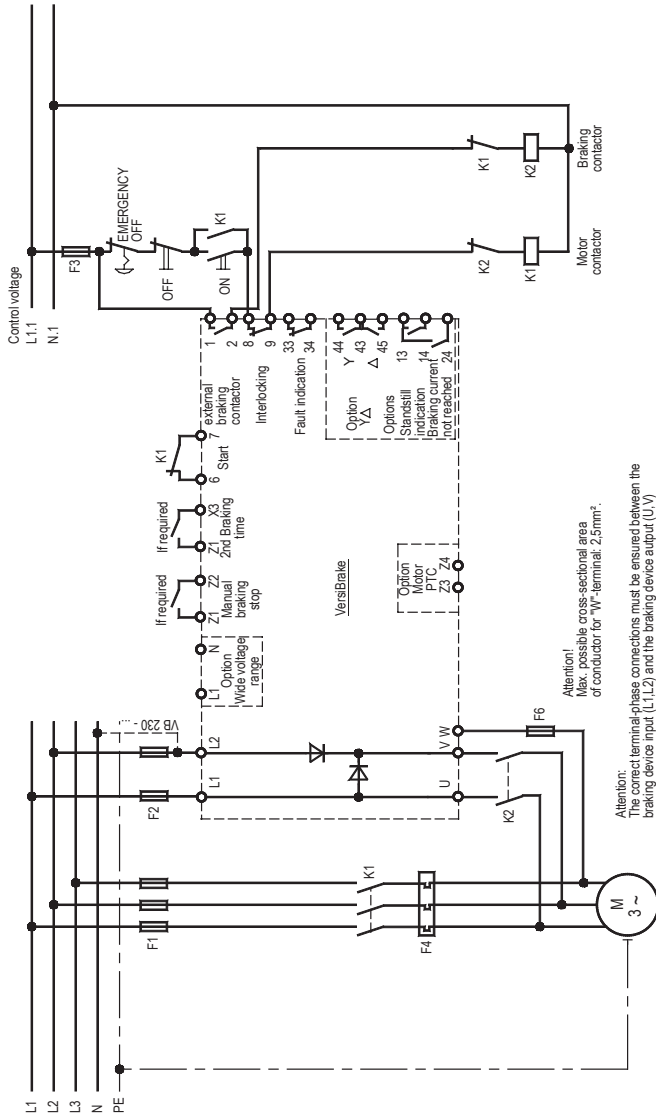 L1
L2
L3
N
PE
F1
K1
F4
M
3 ~
F2
VB 230 - ...
L1
L2
U
V
W
K2
F6
Option
Wide voltage
range
L1
N
If required
Z1
Z2
Manual
braking
stop
If required
Z1
X3
2nd Braking
time
K1
6
7
Start
VersiBrake
Option
Motor
PTC
Z3
Z4
Attention!
Max. possible cross-sectional area
of conductor for "W"-terminal: 2,5mm².
Attention:
The correct terminal-phase connections must be ensured between the
braking device input (L1,L2) and the braking device autput (U,V)
Control voltage
L1.1
N.1
F3
EMERGENCY
OFF
OFF
ON
K1
external
braking
contactor
1
2
Interlocking
8
9
Fault indication
33
34
Option
Y∆
44
Y
43
∆
45
Options
Standstill
indication
Braking current
not reached
13
14
24
K2
K1
Motor
contactor
K1
K2
Braking
contactor